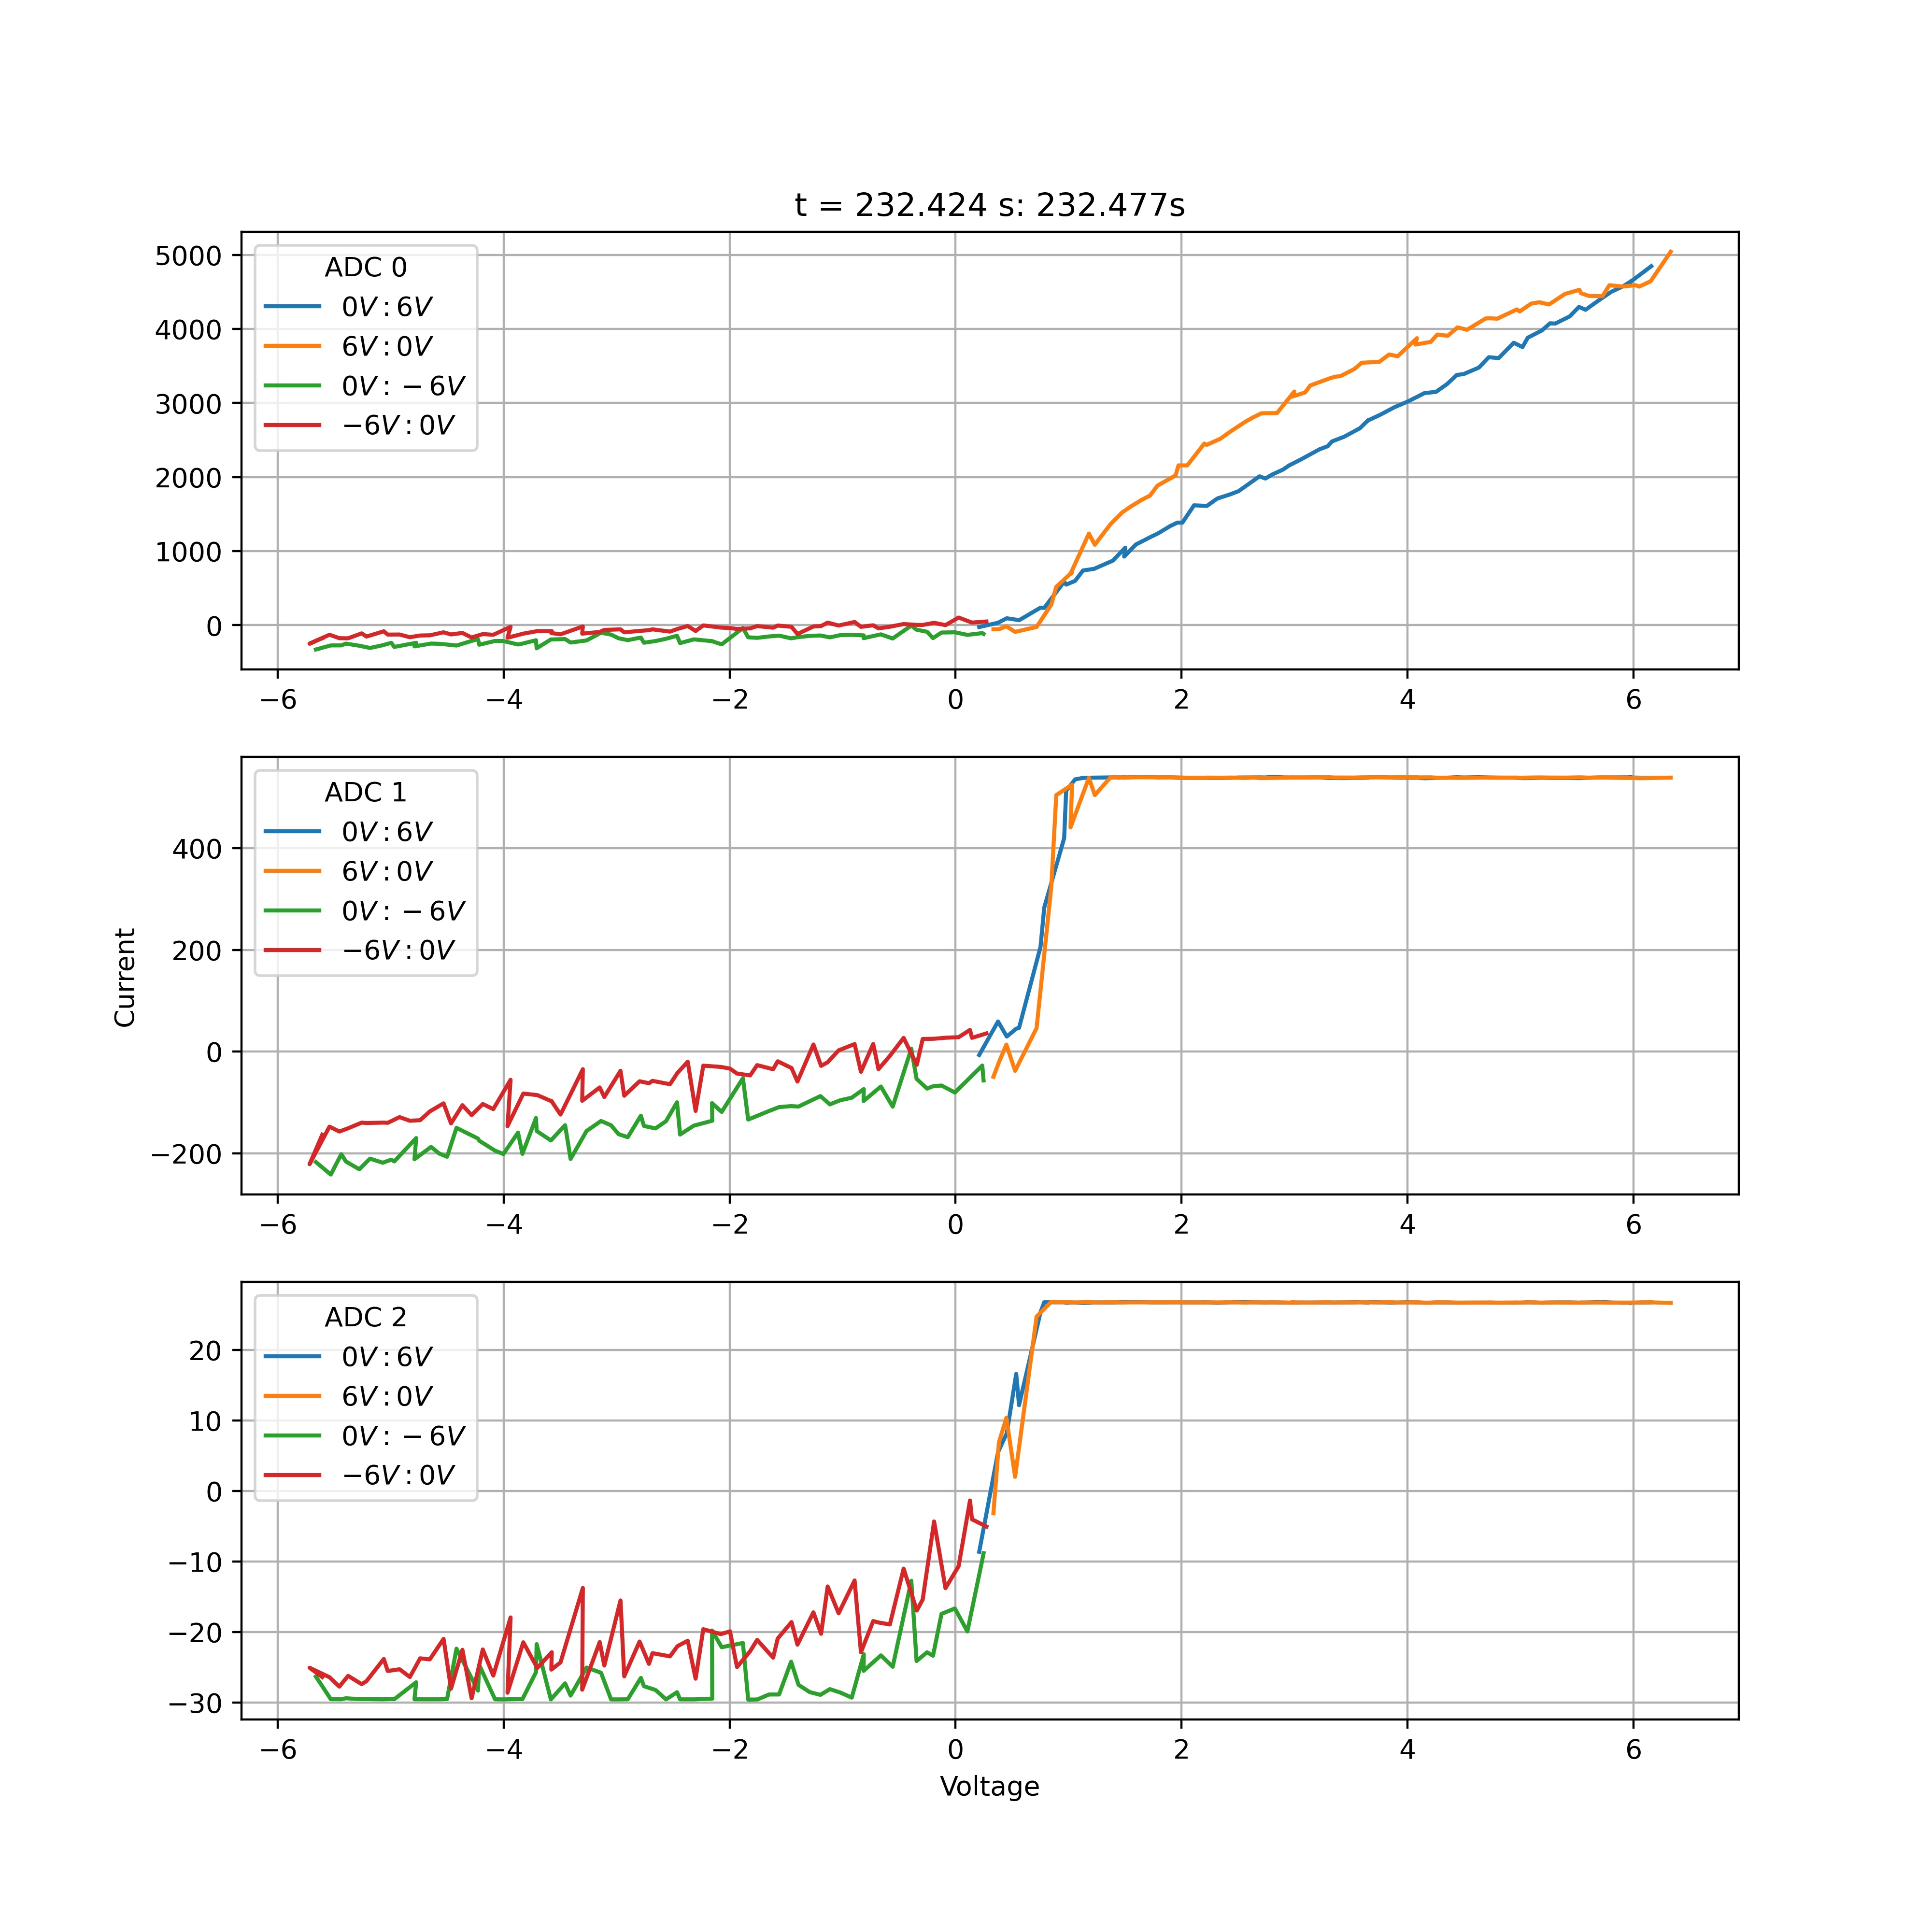 t = 232.424 s: 232.477s
ADC 0
0V : 6V
6V : 0V
0V : −6V
−6V : 0V
5000
4000
3000
2000
1000
0
−6 −4 −2 0 2 4 6
ADC 1
0V : 6V
6V : 0V
0V : −6V
−6V : 0V
400
200
0
−200
Current
−6 −4 −2 0 2 4 6
ADC 2
0V : 6V
6V : 0V
0V : −6V
−6V : 0V
20
10
0
−10
−20
−30
−6 −4 −2 0 2 4 6
Voltage